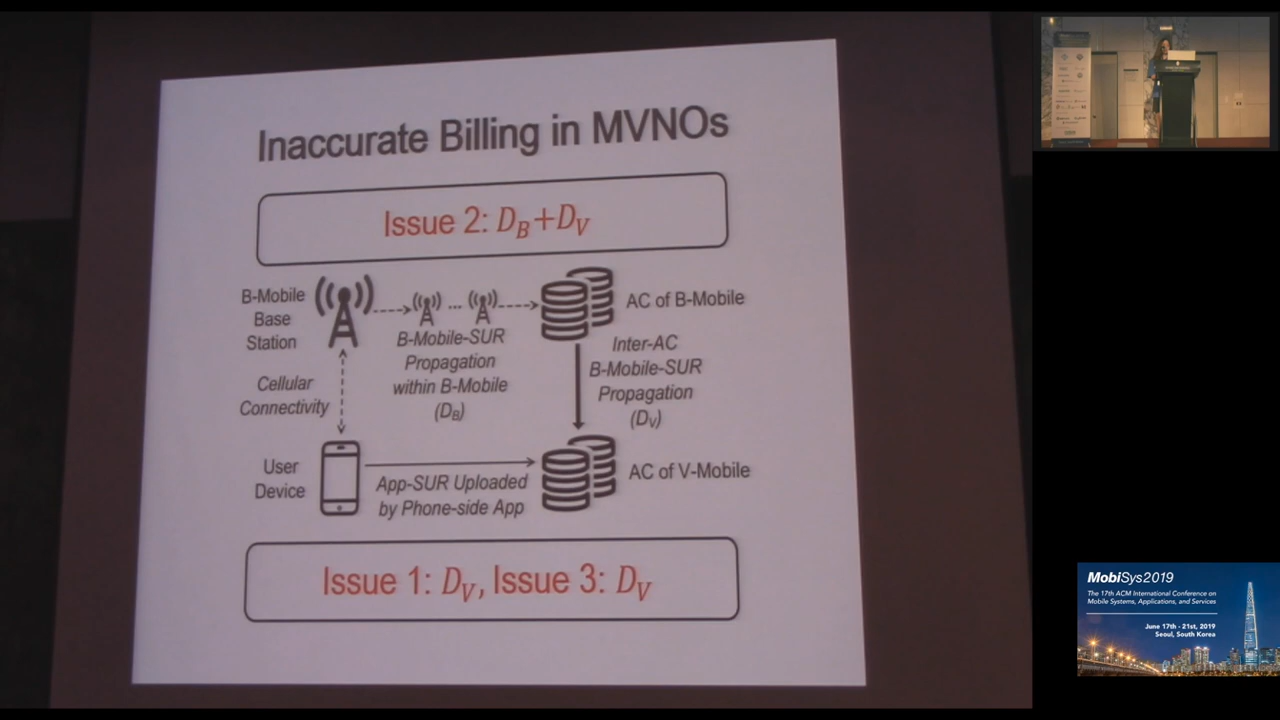 Inaccurate Billing in MVNOs
Issue 2: D_B+D_V
B-Mobile
Base
Station
AC of B-Mobile
B-Mobile-SUR
Propagation
within B-Mobile
(D_B)
Inter-AC
B-Mobile-SUR
Propagation
(D_V)
Cellular
Connectivity
User
Device
App-SUR Uploaded
by Phone-side App
AC of V-Mobile
Issue 1: D_V, Issue 3: D_V
MobiSys2019
The 17th ACM International Conference on
Mobile Systems, Applications, and Services
June 17th - 21st, 2019
Seoul, South Korea